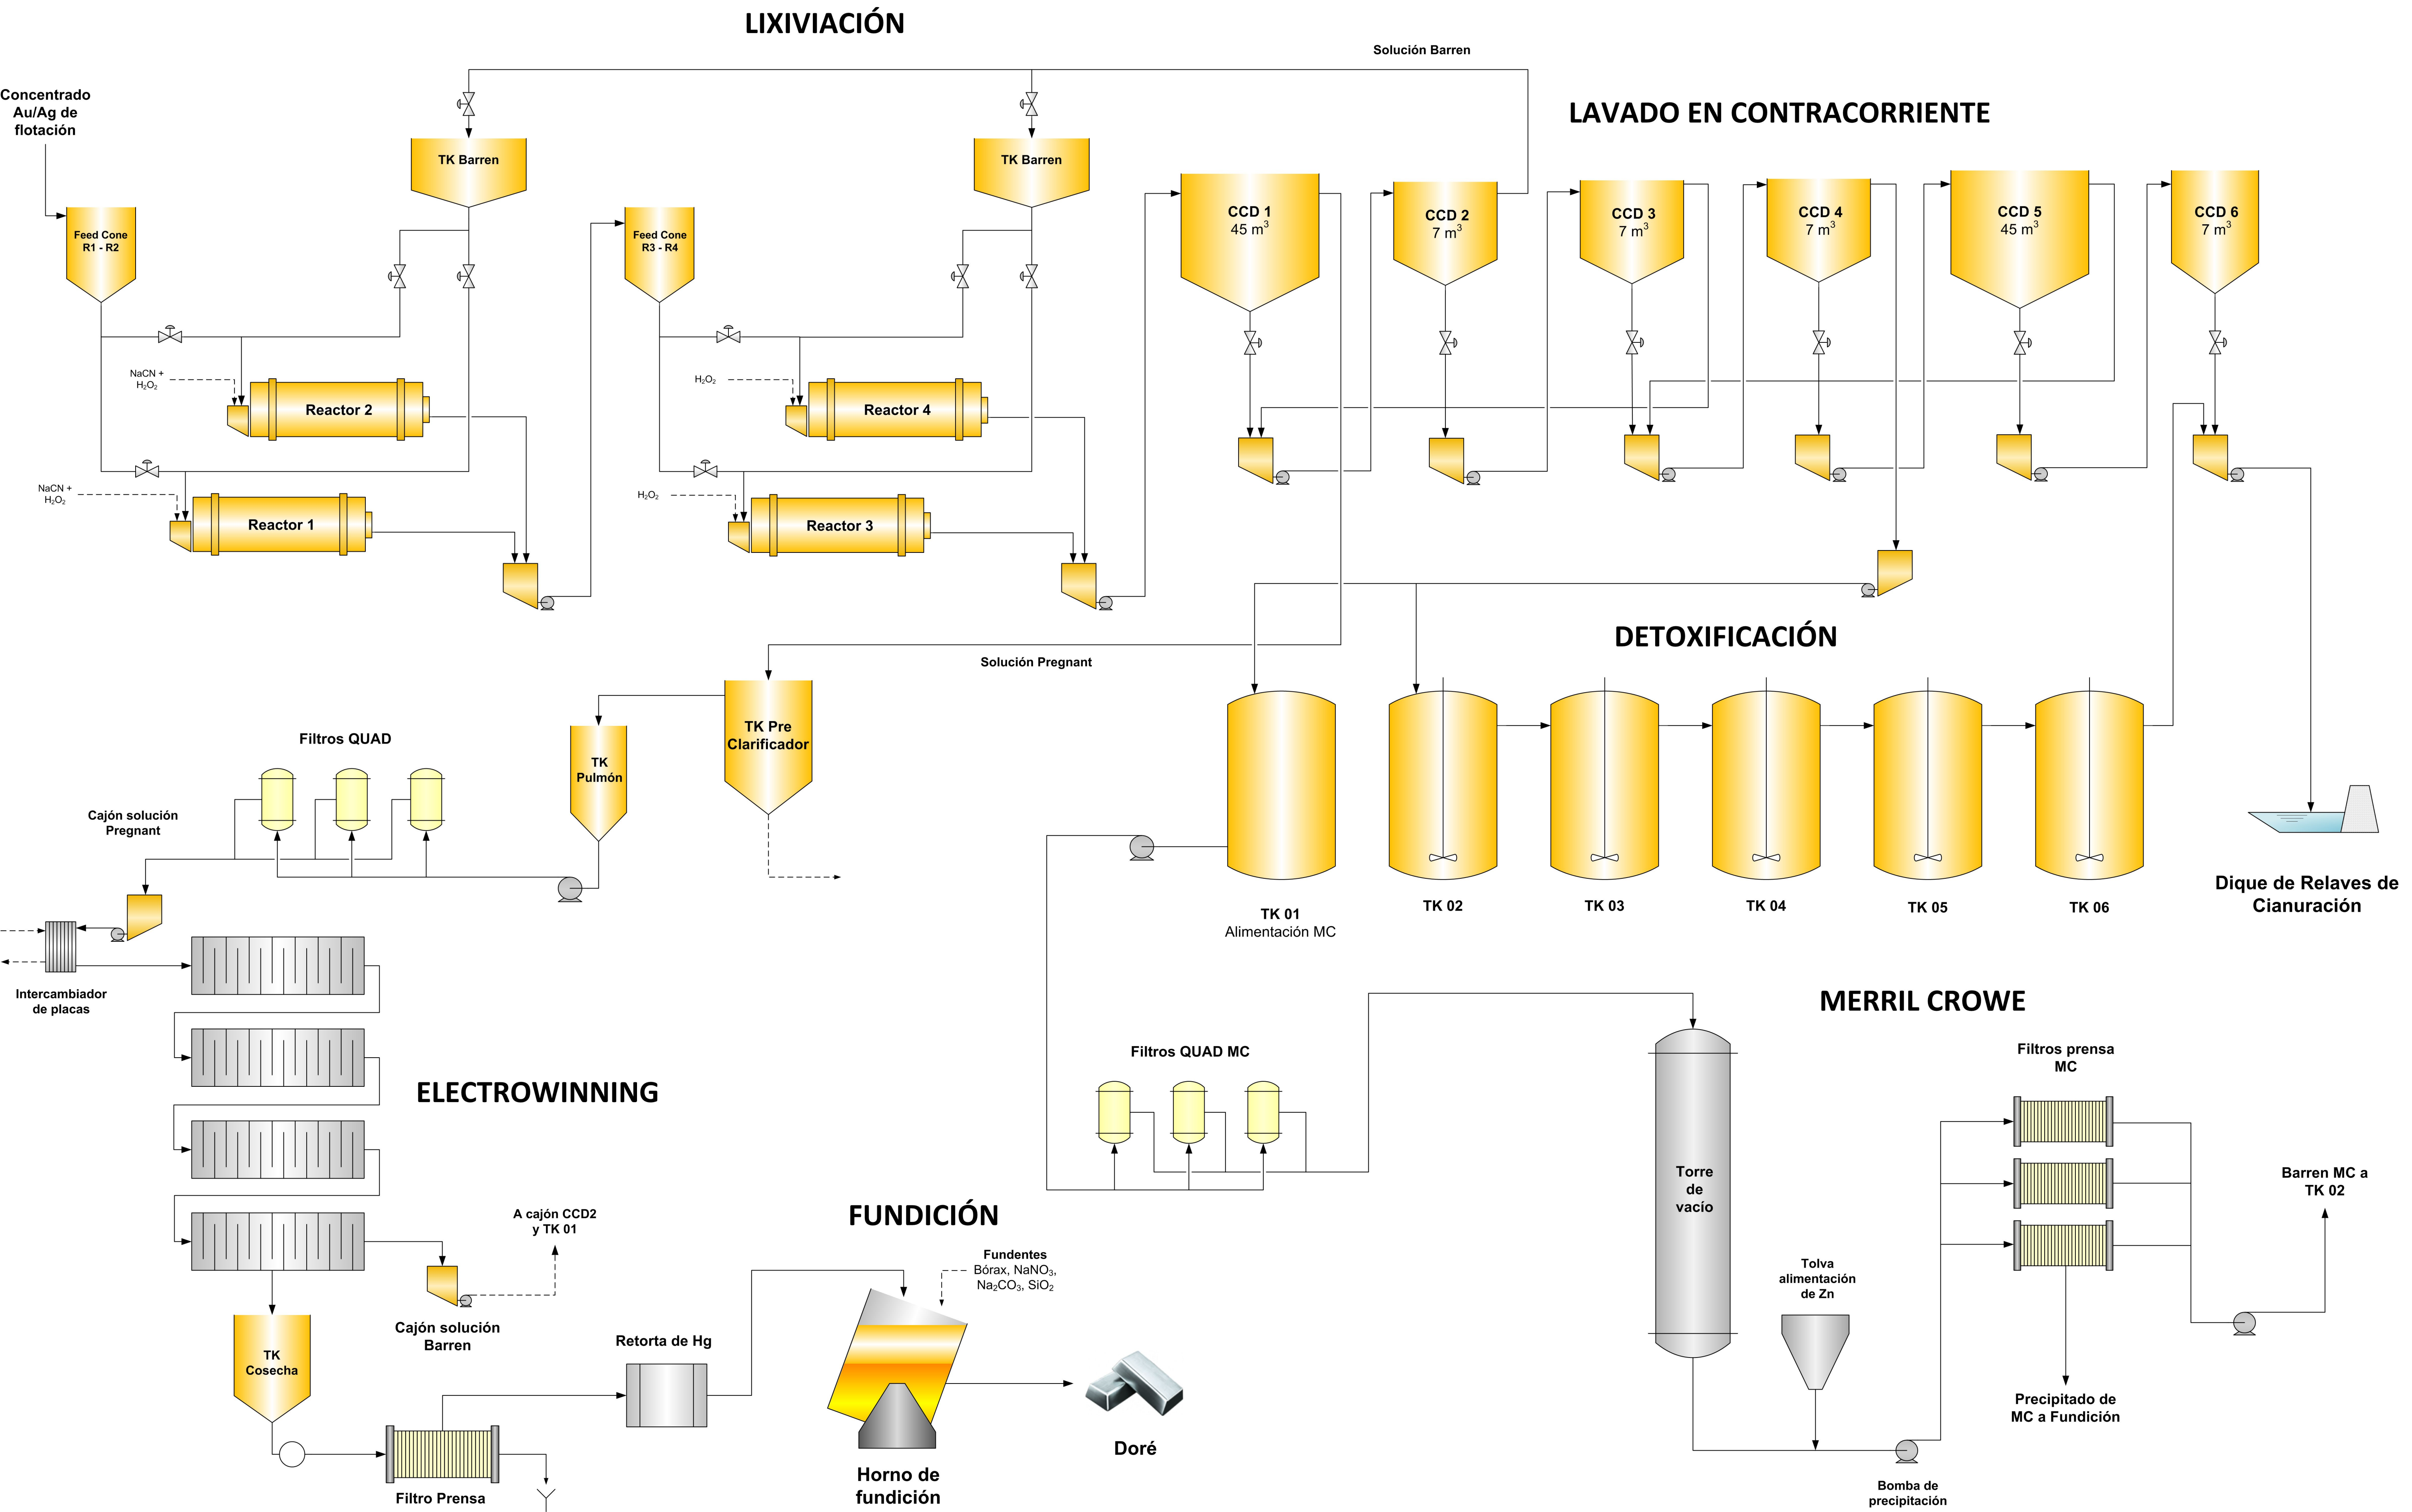 LIXIVIACIÓN
Solución Barren
Concentrado
Au/Ag de
flotación
LAVADO EN CONTRACORRIENTE
TK Barren
TK Barren
Feed Cone
R1 - R2
Feed Cone
R3 - R4
CCD 1
45 m³
CCD 2
7 m³
CCD 3
7 m³
CCD 4
7 m³
CCD 5
45 m³
CCD 6
7 m³
NaCN +
H₂O₂
Reactor 2
H₂O₂
Reactor 4
NaCN +
H₂O₂
Reactor 1
H₂O₂
Reactor 3
DETOXIFICACIÓN
Solución Pregnant
TK Pre
Clarificador
TK
Pulmón
Filtros QUAD
Cajón solución
Pregnant
TK 01
Alimentación MC
TK 02
TK 03
TK 04
TK 05
TK 06
Dique de Relaves de
Cianuración
Intercambiador
de placas
ELECTROWINNING
MERRIL CROWE
Filtros QUAD MC
Filtros prensa
MC
Torre
de
vacío
Barren MC a
TK 02
A cajón CCD2
y TK 01
FUNDICIÓN
Fundentes
Bórax, NaNO₃,
Na₂CO₃, SiO₂
Tolva
alimentación
de Zn
Cajón solución
Barren
Retorta de Hg
TK
Cosecha
Precipitado de
MC a Fundición
Doré
Horno de
fundición
Filtro Prensa
Bomba de
precipitación